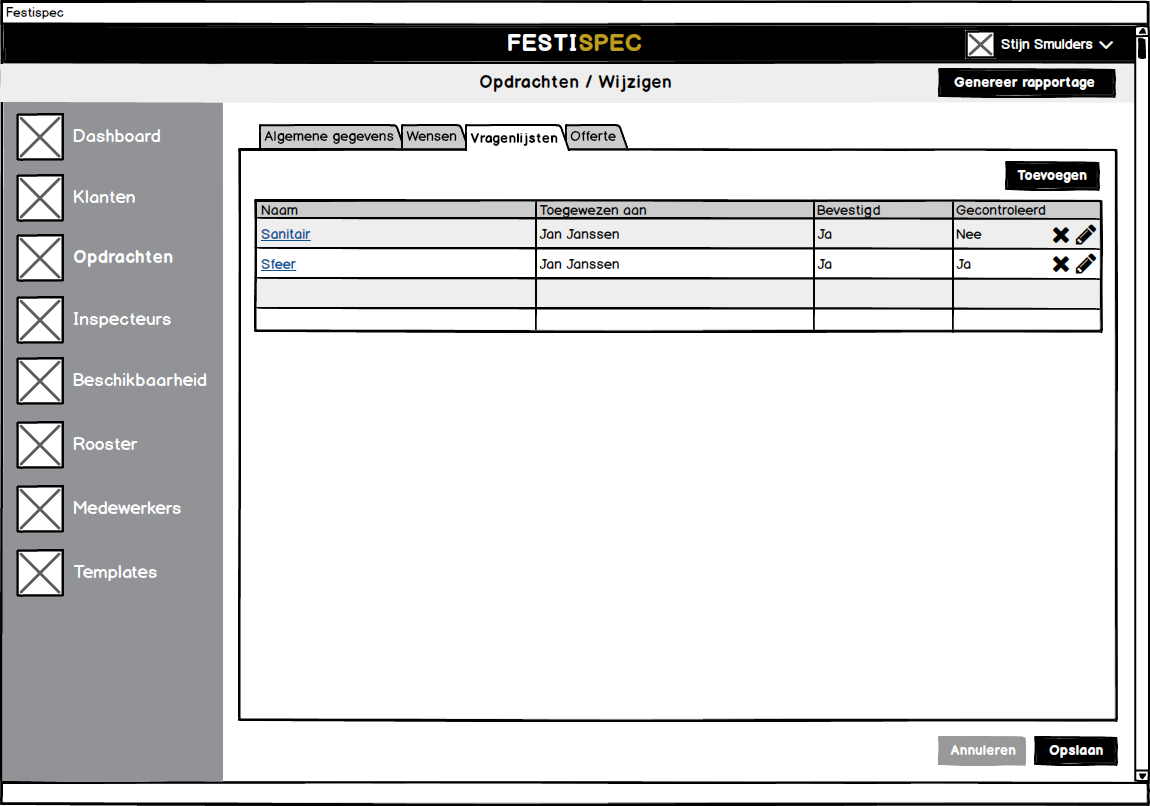 Festispec
FESTISPEC
Stijn Smulders
Opdrachten / Wijzigen
Genereer rapportage
Dashboard
Klanten
Opdrachten
Inspecteurs
Beschikbaarheid
Rooster
Medewerkers
Templates
Algemene gegevens Wensen Vragenlijsten Offerte
Toevoegen
Naam Toegewezen aan Bevestigd Gecontroleerd
Sanitair Jan Janssen Ja Nee
Sfeer Jan Janssen Ja Ja
Annuleren Opslaan